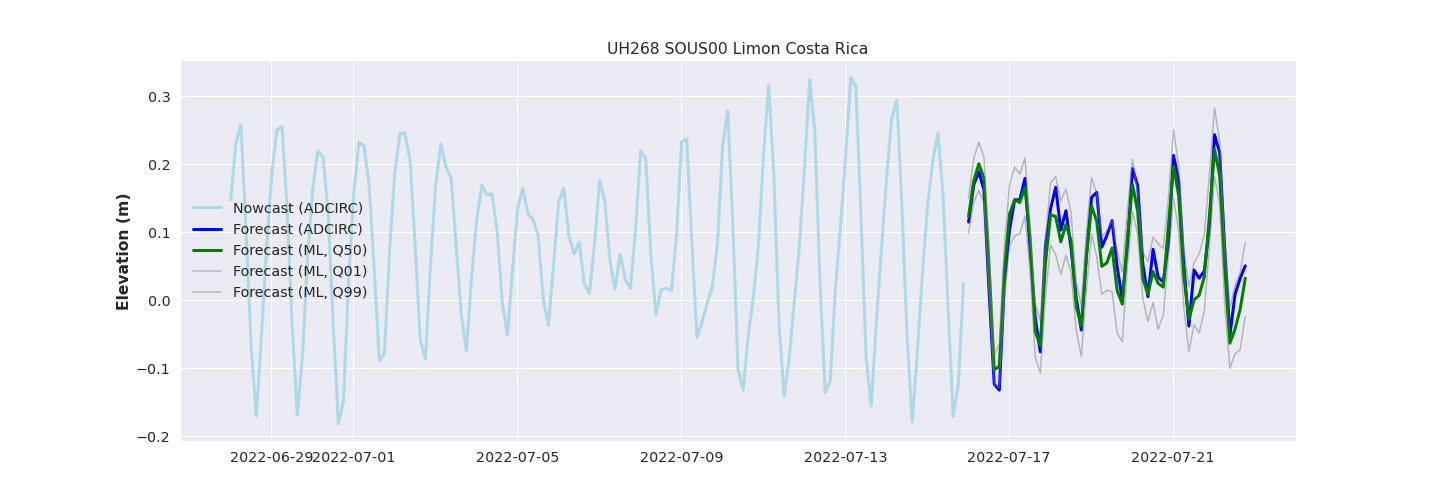 UH268 SOUS00 Limon Costa Rica
Elevation (m)
0.3
0.2
0.1
0.0
−0.1
−0.2
Nowcast (ADCIRC)
Forecast (ADCIRC)
Forecast (ML, Q50)
Forecast (ML, Q01)
Forecast (ML, Q99)
2022-06-29 2022-07-01 2022-07-05 2022-07-09 2022-07-13 2022-07-17 2022-07-21